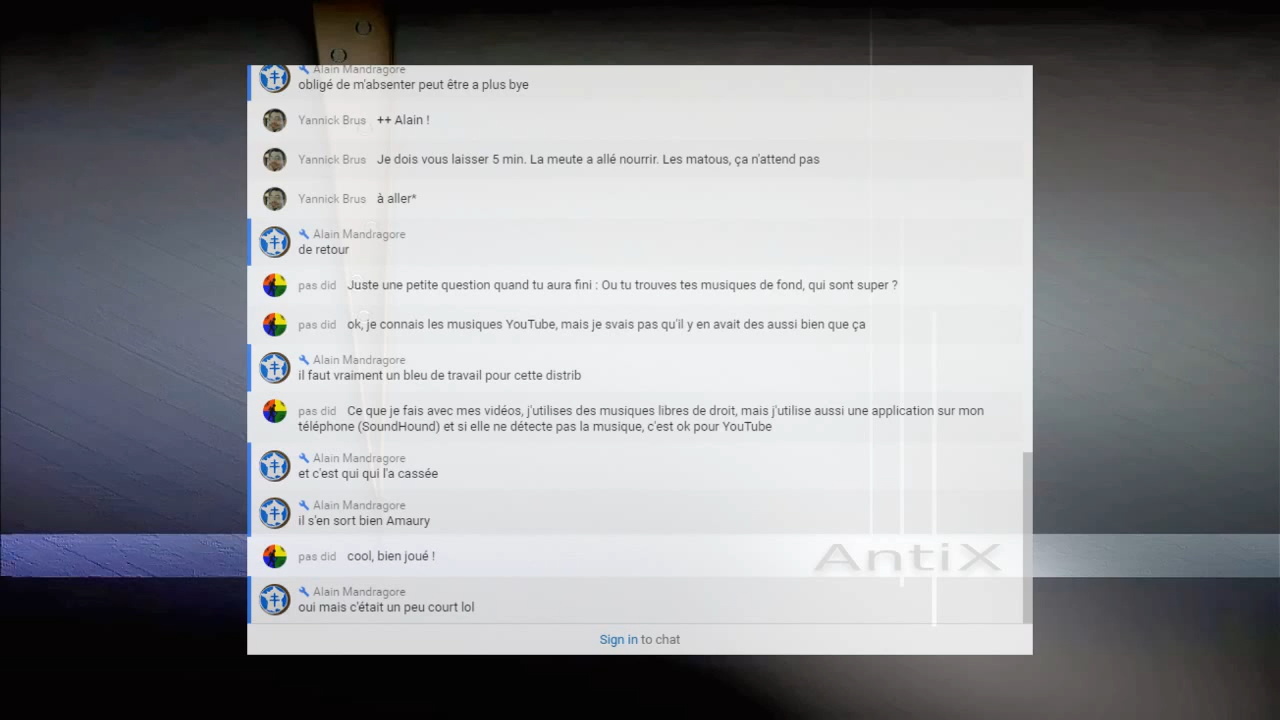 Alain Mandragore
obligé de m'absenter peut être a plus bye
Yannick Brus ++ Alain !
Yannick Brus Je dois vous laisser 5 min. La meute a allé nourrir. Les matous, ça n'attend pas
Yannick Brus à aller*
Alain Mandragore
de retour
pas did Juste une petite question quand tu aura fini : Ou tu trouves tes musiques de fond, qui sont super ?
pas did ok, je connais les musiques YouTube, mais je svais pas qu'il y en avait des aussi bien que ça
Alain Mandragore
il faut vraiment un bleu de travail pour cette distrib
pas did Ce que je fais avec mes vidéos, j'utilises des musiques libres de droit, mais j'utilise aussi une application sur mon
téléphone (SoundHound) et si elle ne détecte pas la musique, c'est ok pour YouTube
Alain Mandragore
et c'est qui qui l'a cassée
Alain Mandragore
il s'en sort bien Amaury
pas did cool, bien joué !
AntiX
Alain Mandragore
oui mais c'était un peu court lol
Sign in to chat